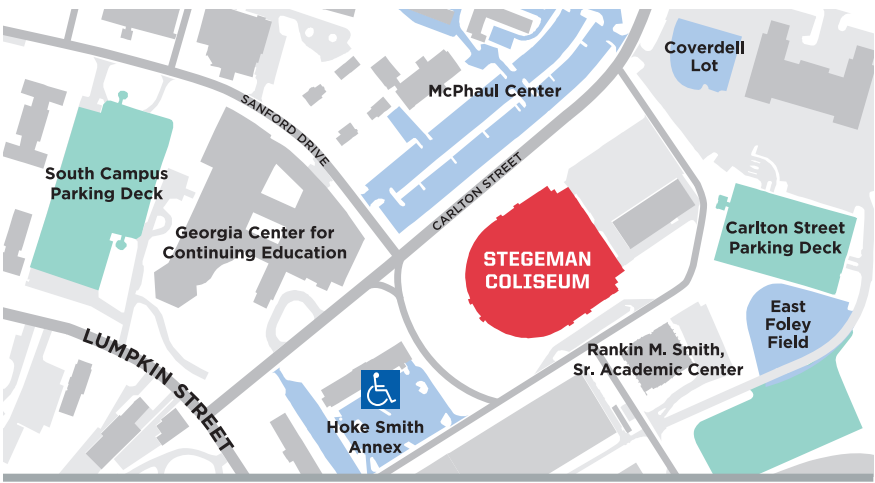 Coverdell
Lot
McPhaul Center
SANFORD DRIVE
CARLTON STREET
South Campus
Parking Deck
Georgia Center for
Continuing Education
STEGEMAN
COLISEUM
Carlton Street
Parking Deck
East
Foley
Field
LUMPKIN STREET
Rankin M. Smith,
Sr. Academic Center
Hoke Smith
Annex